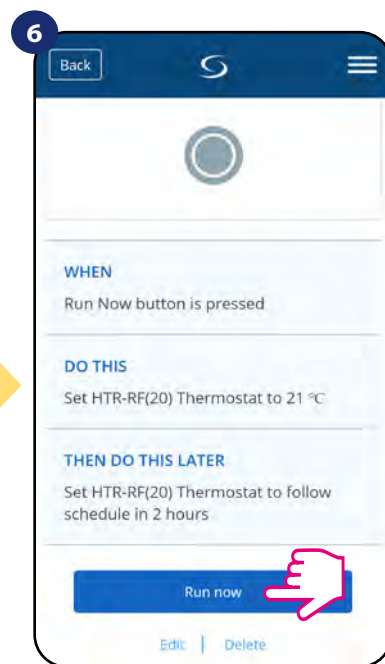 6
Back
WHEN
Run Now button is pressed
DO THIS
Set HTR-RF(20) Thermostat to 21 °C
THEN DO THIS LATER
Set HTR-RF(20) Thermostat to follow
schedule in 2 hours
Run now
Edit | Delete